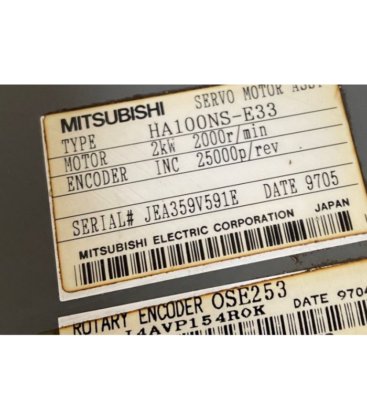 SERVO MOTOR ASSY
MITSUBISHI
TYPE HA100NS-E33
MOTOR 2kW 2000r/min
ENCODER INC 25000p/rev
SERIAL# JEA359V591E DATE 9705
MITSUBISHI ELECTRIC CORPORATION JAPAN
ROTARY ENCODER OSE253
DATE 9704